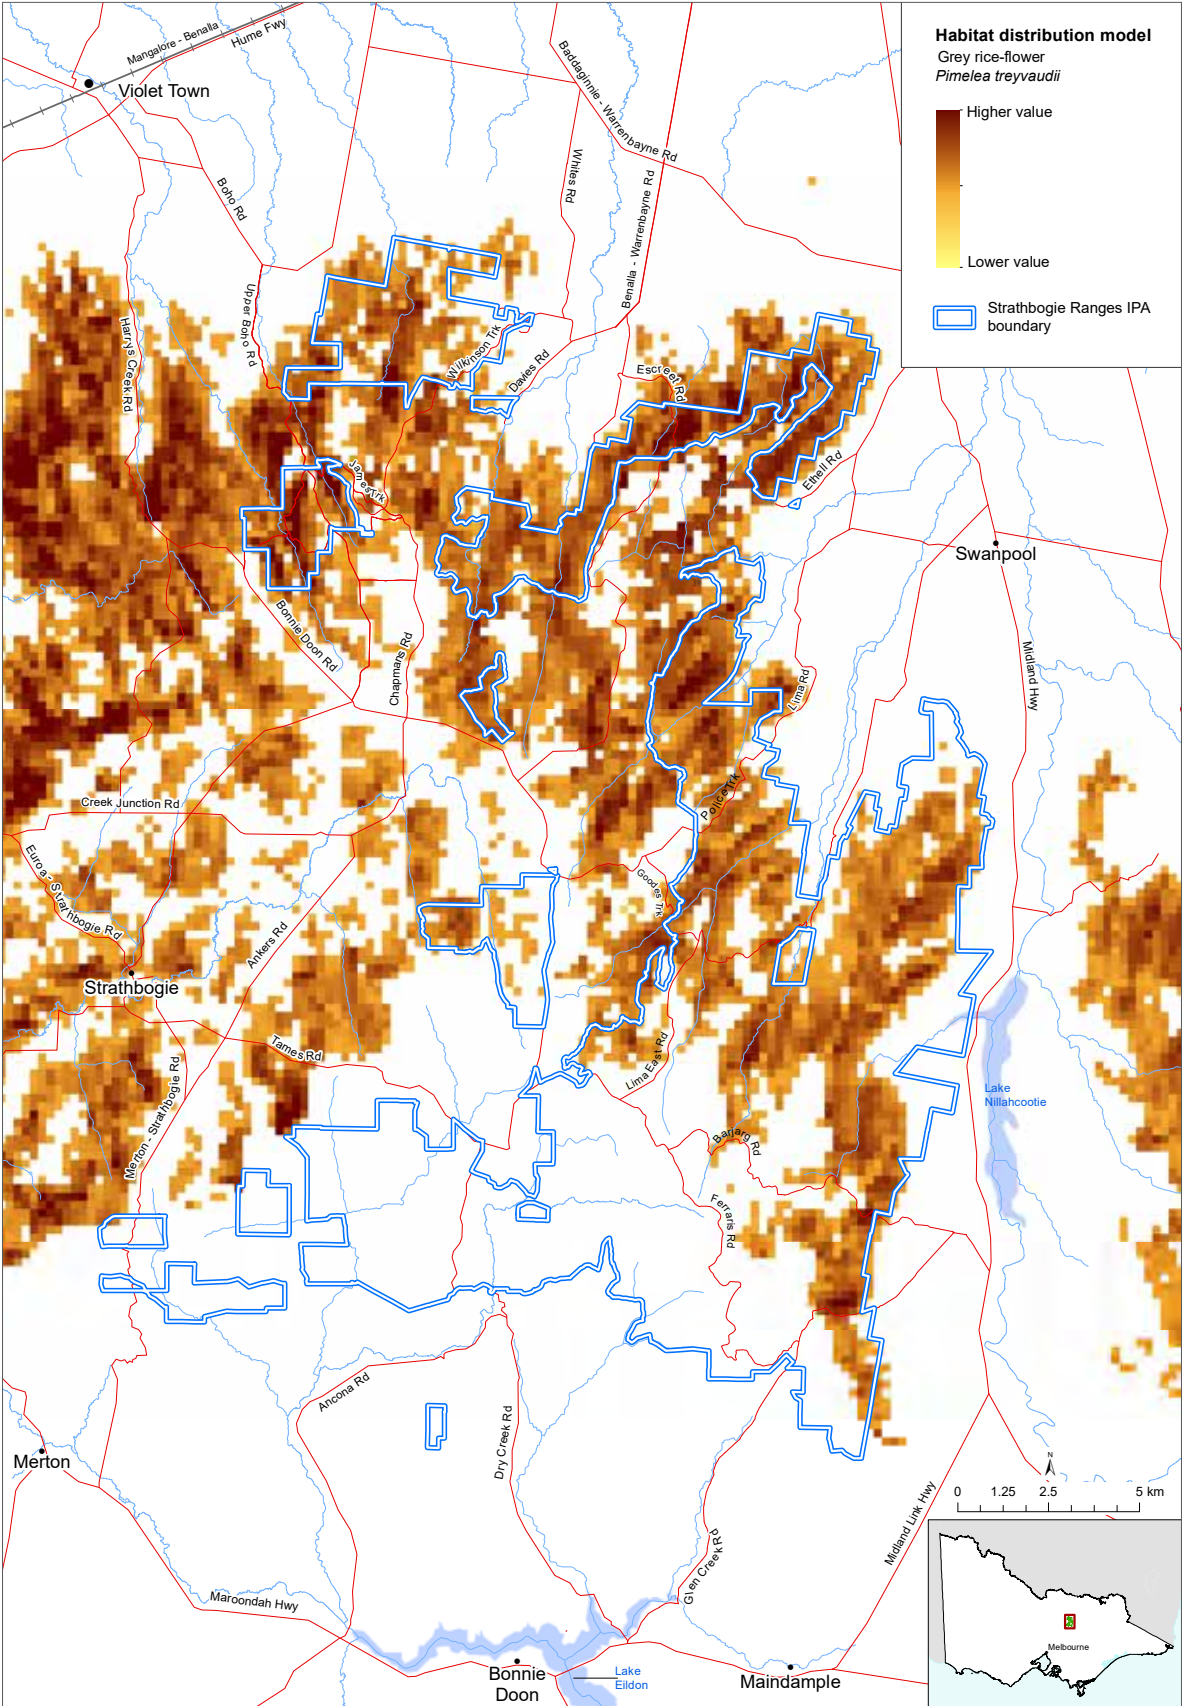 Habitat distribution model
Grey rice-flower
Pimelea treyvaudii
Higher value
Lower value
Strathbogie Ranges IPA
boundary
Mangalore - Benalla
Hume Fwy
Violet Town
Baddaginnie - Warrenbayne Rd
Whites Rd
Boho Rd
Benalla - Warrenbayne Rd
Upper Boho Rd
Harrys Creek Rd
Wilkinson Trk
Davies Rd
Escreet Rd
James Trk
Ethell Rd
Swanpool
Bonnie Doon Rd
Chapmans Rd
Midland Hwy
Lima Rd
Police Trk
Creek Junction Rd
Euroa - Strathbogie Rd
Goodes Trk
Ankers Rd
Strathbogie
Tames Rd
Lima East Rd
Lake
Nillahcootie
Merton - Strathbogie Rd
Barjarg Rd
Ferraris Rd
Ancona Rd
Dry Creek Rd
Merton
N
0 1.25 2.5 5 km
Midland Link Hwy
Glen Creek Rd
Maroondah Hwy
Melbourne
Bonnie
Doon
Lake
Eildon
Maindample